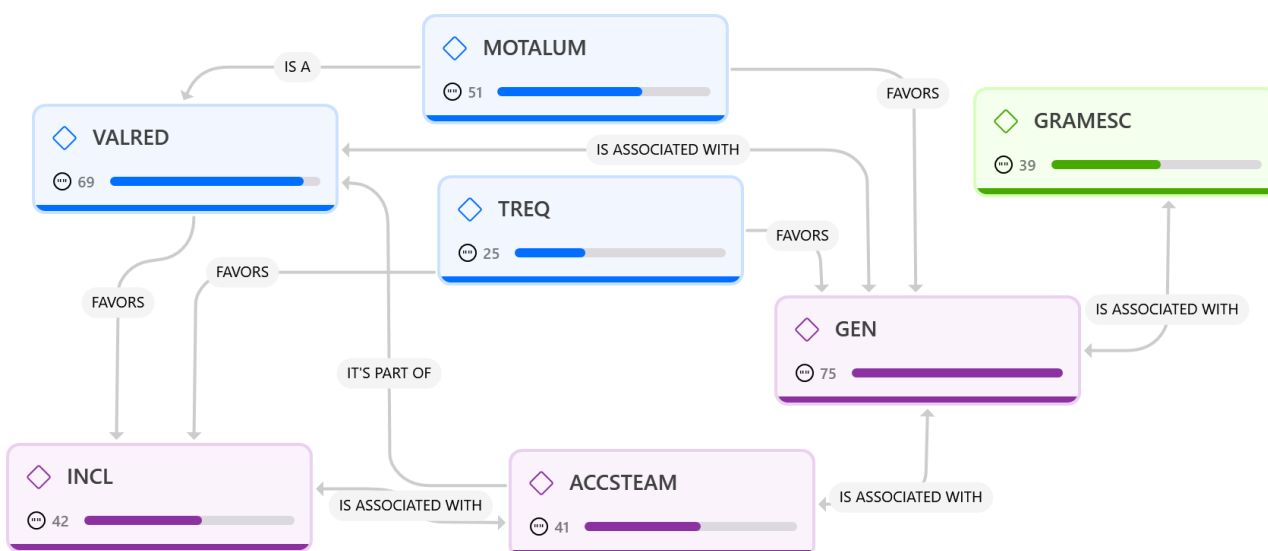 MOTALUM
51
IS A
FAVORS
GRAMESC
39
VALRED
69
IS ASSOCIATED WITH
TREQ
25
FAVORS
FAVORS
FAVORS
IS ASSOCIATED WITH
GEN
75
IT'S PART OF
INCL
42
IS ASSOCIATED WITH
ACCSTEAM
41
IS ASSOCIATED WITH